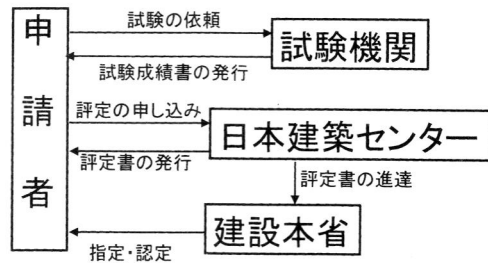 申請者
試験の依頼
試験機関
試験成績書の発行
評定の申し込み
日本建築センター
評定書の発行
評定書の進達
建設本省
指定・認定